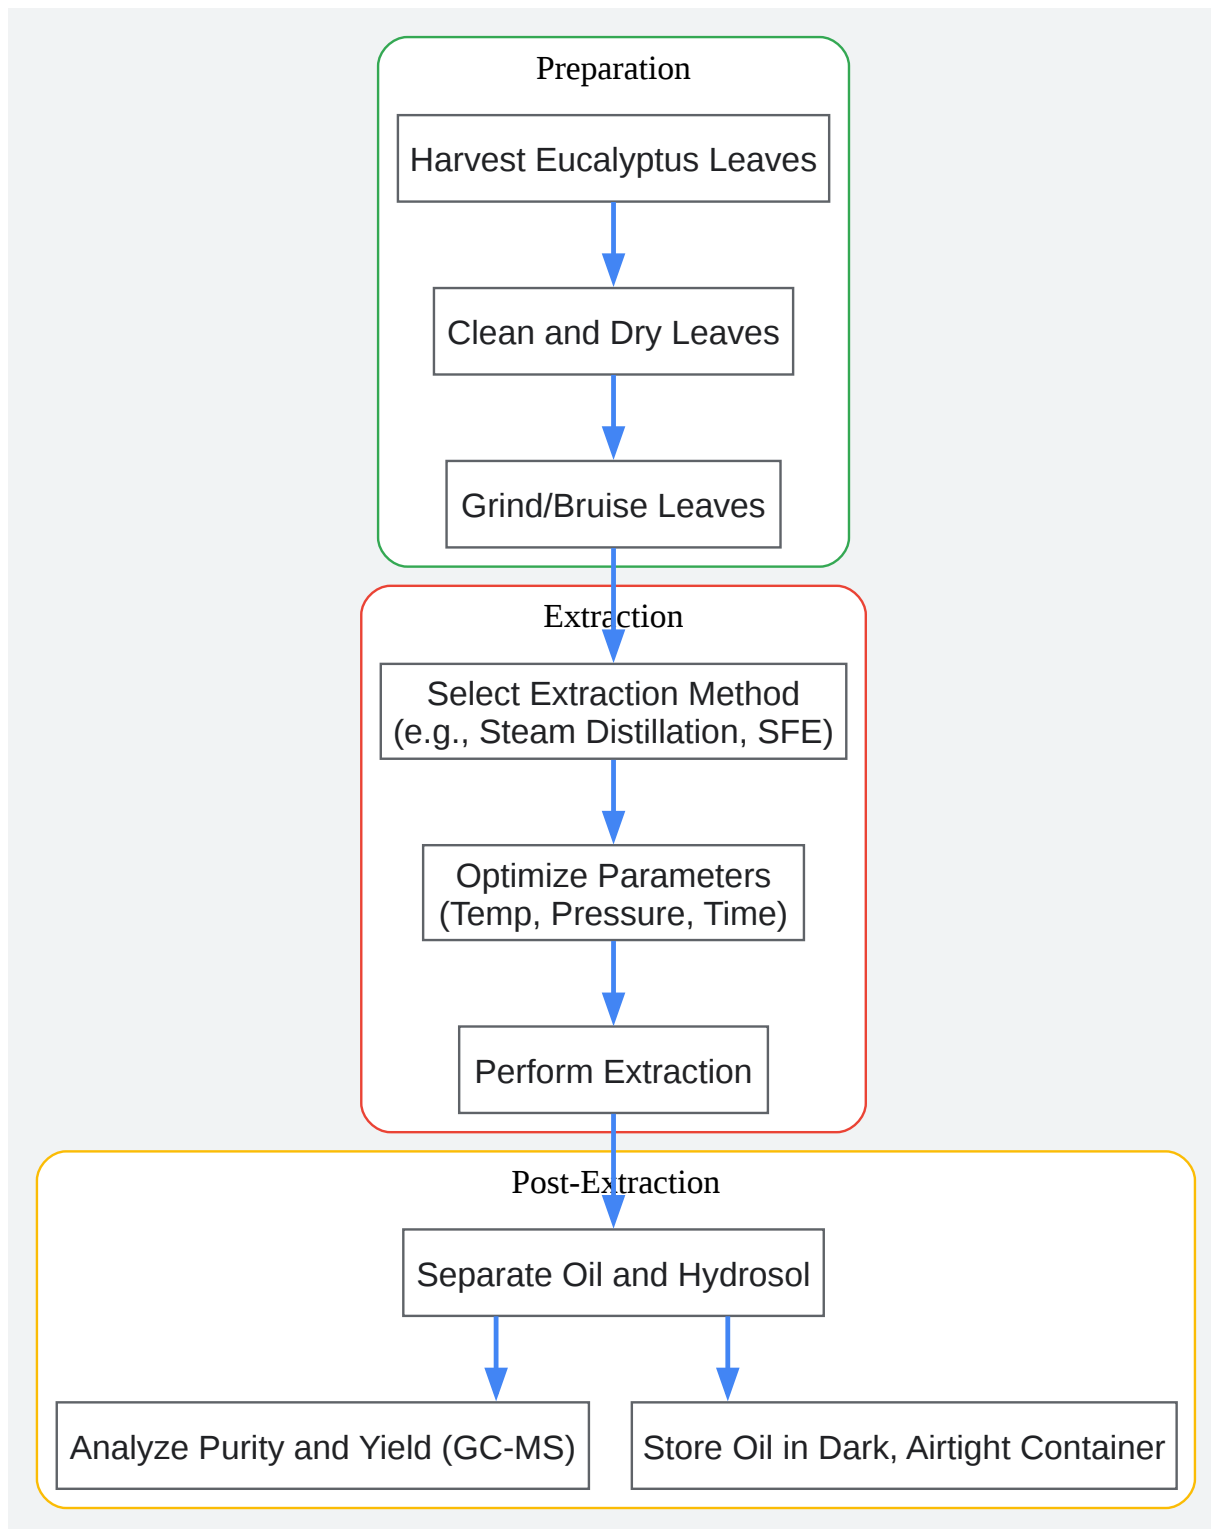 Preparation
Harvest Eucalyptus Leaves
Clean and Dry Leaves
Grind/Bruise Leaves
Extraction
Select Extraction Method
(e.g., Steam Distillation, SFE)
Optimize Parameters
(Temp, Pressure, Time)
Perform Extraction
Post-Extraction
Separate Oil and Hydrosol
Analyze Purity and Yield (GC-MS)
Store Oil in Dark, Airtight Container